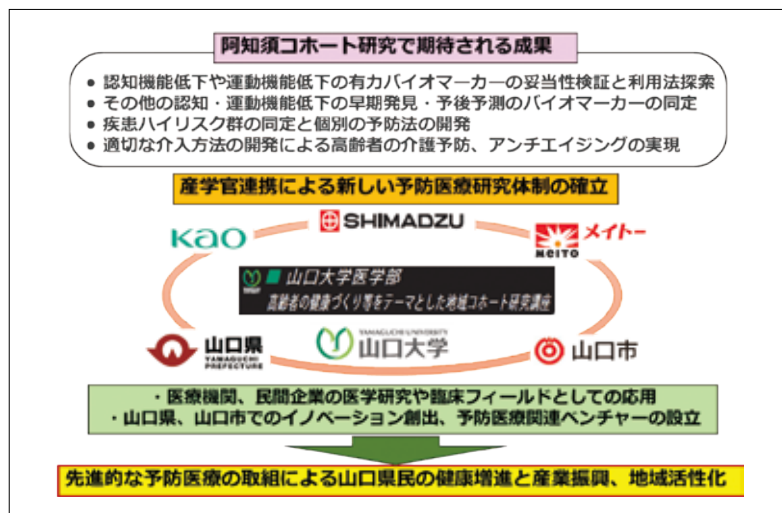 阿知須コホート研究で期待される成果
● 認知機能低下や運動機能低下の有力バイオマーカーの妥当性検証と利用法探索
● その他の認知・運動機能低下の早期発見・予後予測のバイオマーカーの同定
● 疾患ハイリスク群の同定と個別の予防法の開発
● 適切な介入方法の開発による高齢者の介護予防、アンチエイジングの実現
産学官連携による新しい予防医療研究体制の確立
Kao
SHIMADZU
メイトー
MEITO
■ 山口大学医学部
高齢者の健康づくり等をテーマとした地域コホート研究講座
山口県
YAMAGUCHI
PREFECTURE
YAMAGUCHI UNIVERSITY
山口大学
山口市
・医療機関、民間企業の医学研究や臨床フィールドとしての応用
・山口県、山口市でのイノベーション創出、予防医療関連ベンチャーの設立
先進的な予防医療の取組による山口県民の健康増進と産業振興、地域活性化